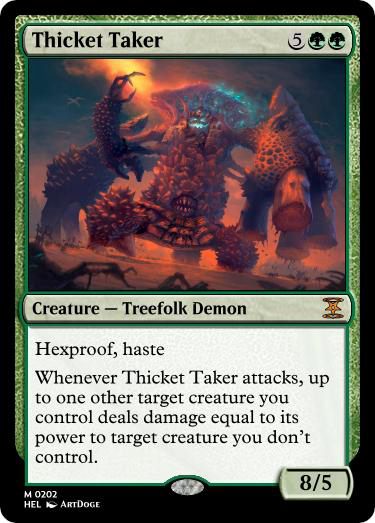 Thicket Taker 5
Creature — Treefolk Demon
Hexproof, haste
Whenever Thicket Taker attacks, up
to one other target creature you
control deals damage equal to its
power to target creature you don't
control.
8/5
M 0202
HEL ArtDoge